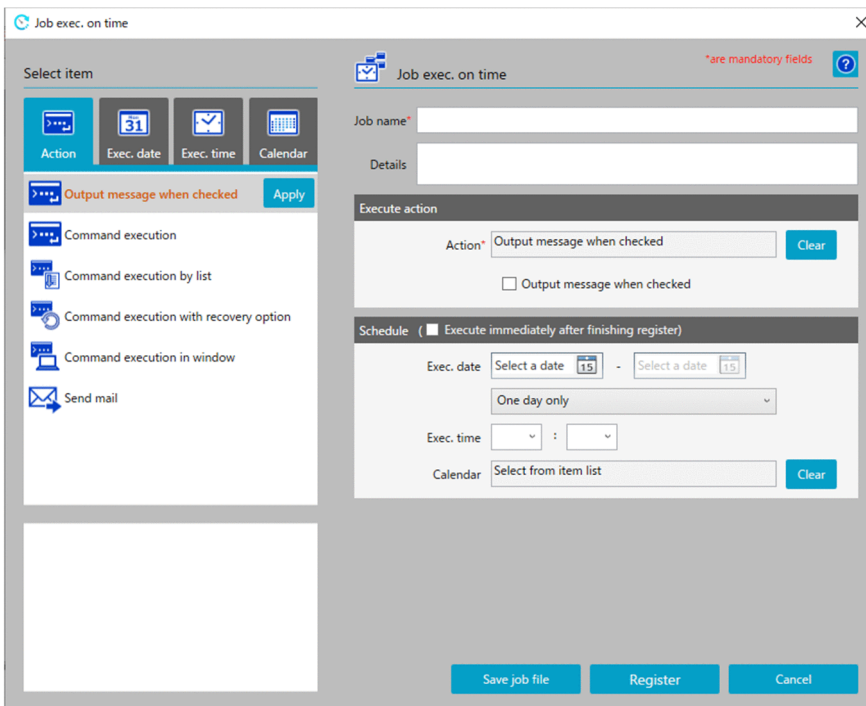 Job exec. on time
Select item
Action
31
Exec. date
Exec. time
Calendar
Output message when checked
Apply
Command execution
Command execution by list
Command execution with recovery option
Command execution in window
Send mail
Job exec. on time
*are mandatory fields
?
Job name*
Details
Execute action
Action* Output message when checked Clear
Output message when checked
Schedule ( Execute immediately after finishing register)
Exec. date Select a date 15 - Select a date 15
One day only
Exec. time :
Calendar Select from item list Clear
Save job file
Register
Cancel